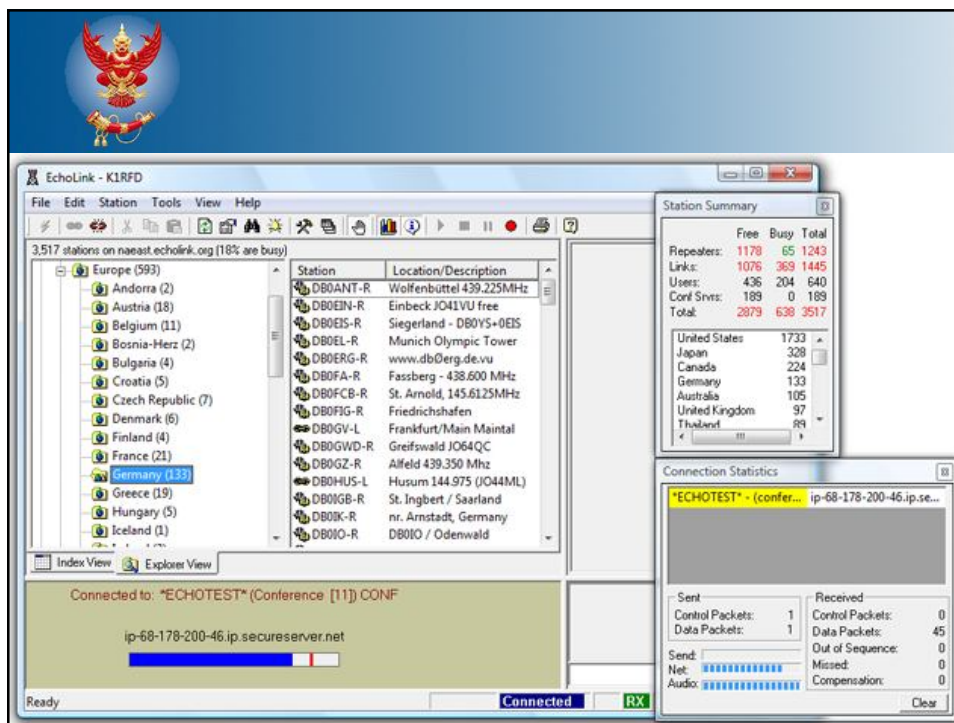 EchoLink - K1RFD
File Edit Station Tools View Help
3,517 stations on naeast.echolink.org (18% are busy)
Europe (593)
Andorra (2)
Austria (18)
Belgium (11)
Bosnia-Herz (2)
Bulgaria (4)
Croatia (5)
Czech Republic (7)
Denmark (6)
Finland (4)
France (21)
Germany (133)
Greece (19)
Hungary (5)
Iceland (1)
Station Location/Description
DB0ANT-R Wolfenbüttel 439.225MHz
DB0EIN-R Einbeck JO41VU free
DB0EIS-R Siegerland - DB0YS+0EIS
DB0EL-R Munich Olympic Tower
DB0ERG-R www.dbØerg.de.vu
DB0FA-R Fassberg - 438.600 MHz
DB0FCB-R St. Arnold, 145.6125MHz
DB0FIG-R Friedrichshafen
DB0GV-L Frankfurt/Main Maintal
DB0GWD-R Greifswald JO64QC
DB0GZ-R Alfeld 439.350 Mhz
DB0HUS-L Husum 144.975 (JO44ML)
DB0IGB-R St. Ingbert / Saarland
DB0IK-R nr. Arnstadt, Germany
DB0IO-R DB0IO / Odenwald
Index View Explorer View
Connected to: *ECHOTEST* (Conference [11]) CONF
ip-68-178-200-46.ip.secureserver.net
Ready Connected RX
Station Summary
Free Busy Total
Repeaters: 1178 65 1243
Links: 1076 369 1445
Users: 436 204 640
Conf Srvrs: 189 0 189
Total: 2879 638 3517
United States 1733
Japan 328
Canada 224
Germany 133
Australia 105
United Kingdom 97
Thailand 89
Connection Statistics
*ECHOTEST* - (confer... ip-68-178-200-46.ip.se...
Sent
Control Packets: 1
Data Packets: 1
Send:
Net:
Audio:
Received
Control Packets: 0
Data Packets: 45
Out of Sequence: 0
Missed: 0
Compensation: 0
Clear